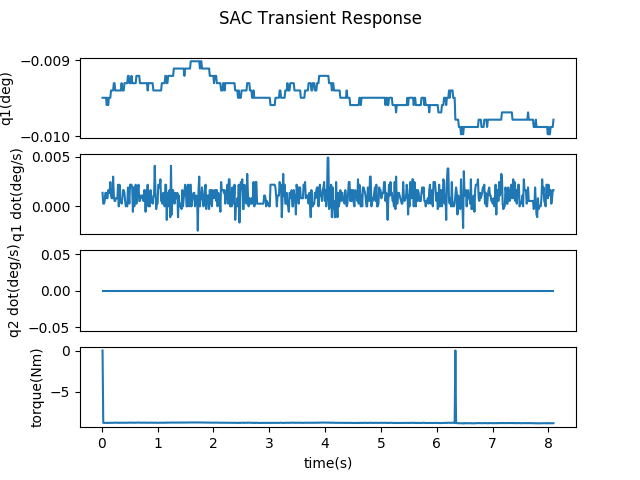 SAC Transient Response
−0.009
−0.010
q1(deg)
0.005
0.000
q1 dot(deg/s)
0.05
0.00
−0.05
q2 dot(deg/s)
0
−5
torque(Nm)
0 1 2 3 4 5 6 7 8
time(s)